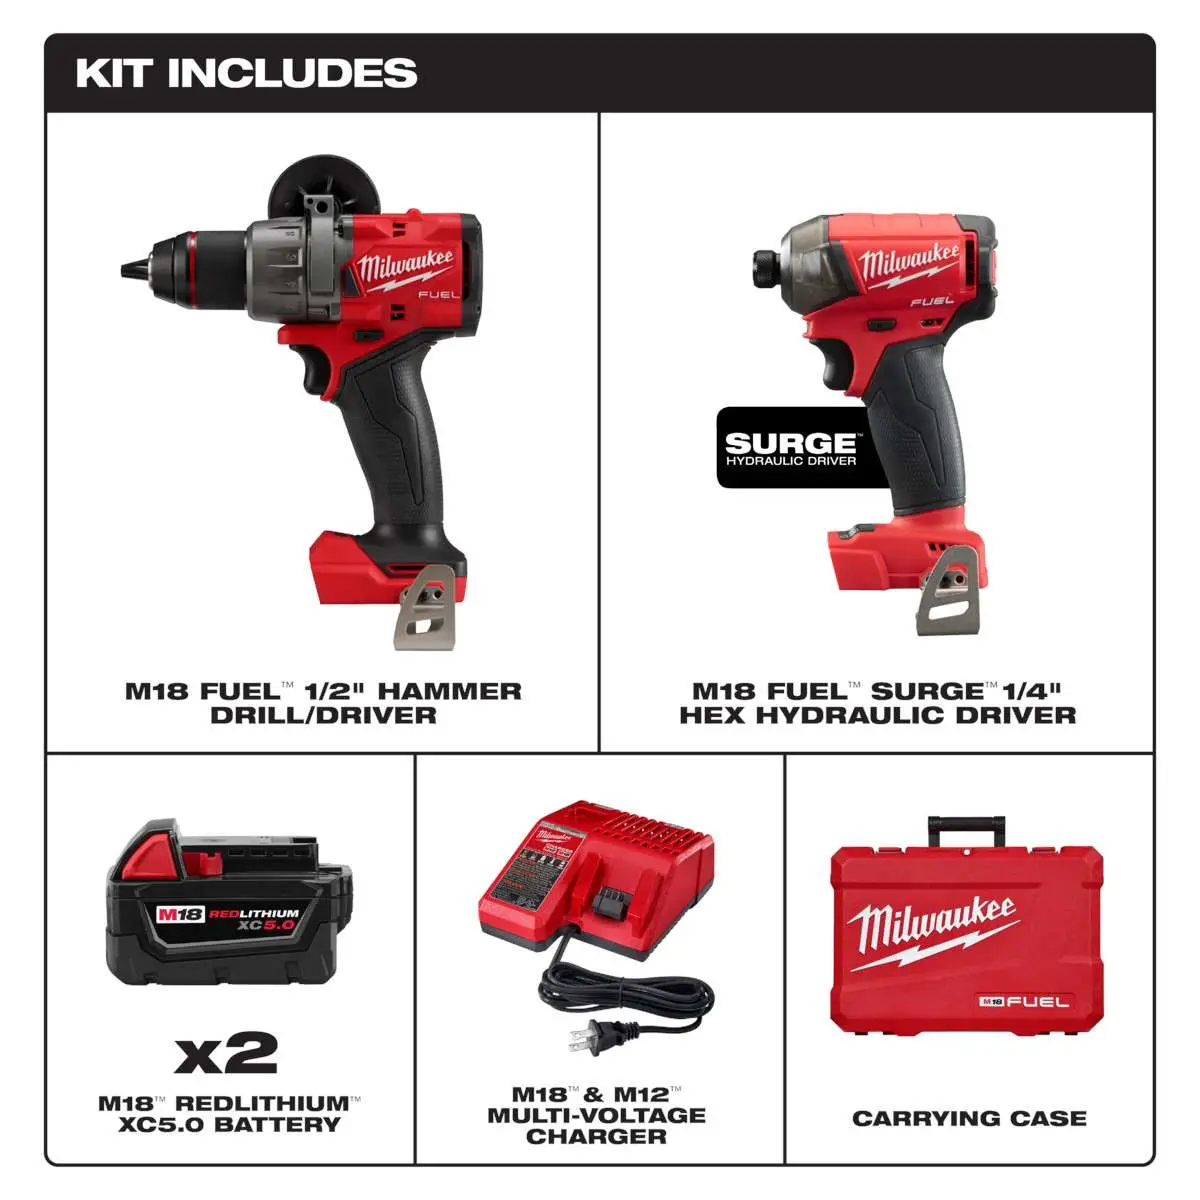 KIT INCLUDES
Milwaukee
FUEL
Milwaukee
FUEL
SURGE™
HYDRAULIC DRIVER
M18 FUEL™ 1/2" HAMMER
DRILL/DRIVER
M18 FUEL™ SURGE™ 1/4"
HEX HYDRAULIC DRIVER
M18 REDLITHIUM
XC5.0
x2
M18™ REDLITHIUM™
XC5.0 BATTERY
Milwaukee
M18™ & M12™
MULTI-VOLTAGE
CHARGER
Milwaukee
M18 FUEL
CARRYING CASE